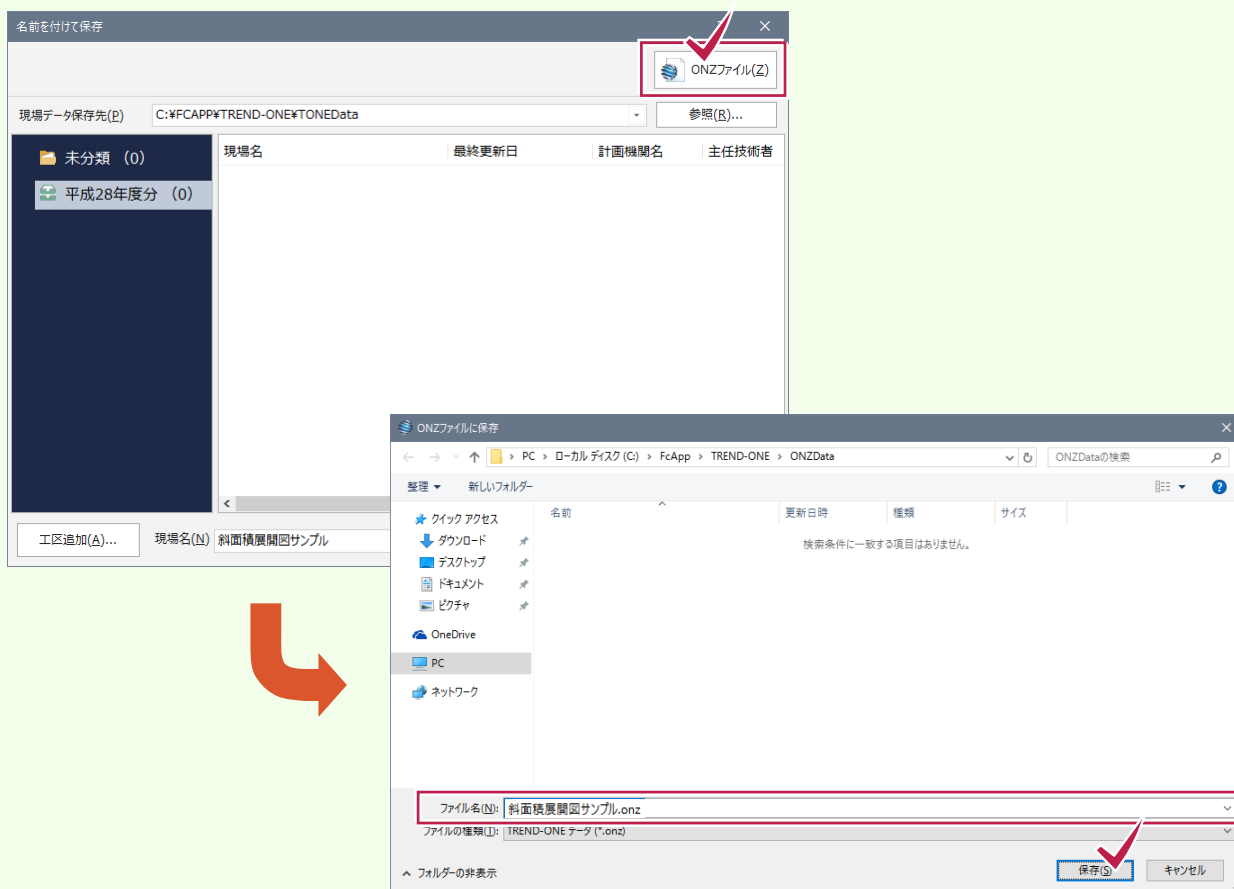 名前を付けて保存
ONZファイル(Z)
現場データ保存先(P) C:¥FCAPP¥TREND-ONE¥TONEData 参照(R)...
未分類 （0）
平成28年度分 （0）
現場名 最終更新日 計画機関名 主任技術者
工区追加(A)... 現場名(N) 斜面積展開図サンプル
ONZファイルに保存
PC › ローカル ディスク (C:) › FcApp › TREND-ONE › ONZData ONZDataの検索
整理 新しいフォルダー
クイック アクセス
ダウンロード
デスクトップ
ドキュメント
ピクチャ
OneDrive
PC
ネットワーク
名前 更新日時 種類 サイズ
検索条件に一致する項目はありません。
ファイル名(N): 斜面積展開図サンプル.onz
ファイルの種類(T): TREND-ONE データ (*.onz)
フォルダーの非表示 保存(S) キャンセル